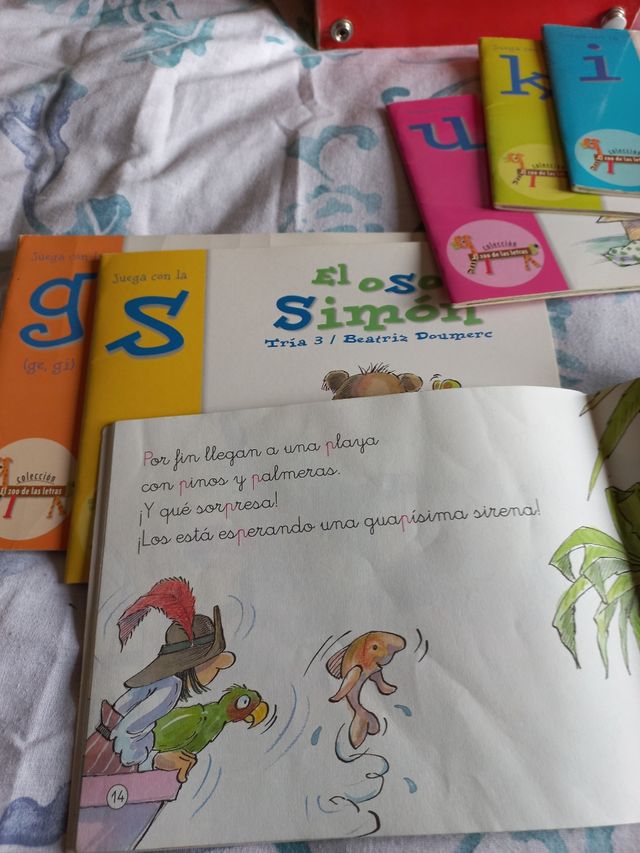 u
k
i
colección
El zoo de las letras
colección
El zoo de las letras
colección
El zoo de las letras
Juega con la
g
(ge, gi)
colección
El zoo de las letras
Juega con la
s
El oso
Simón
Tría 3 / Beatriz Doumerc
Por fin llegan a una playa
con pinos y palmeras.
¡Y qué sorpresa!
¡Los está esperando una guapísima sirena!
14